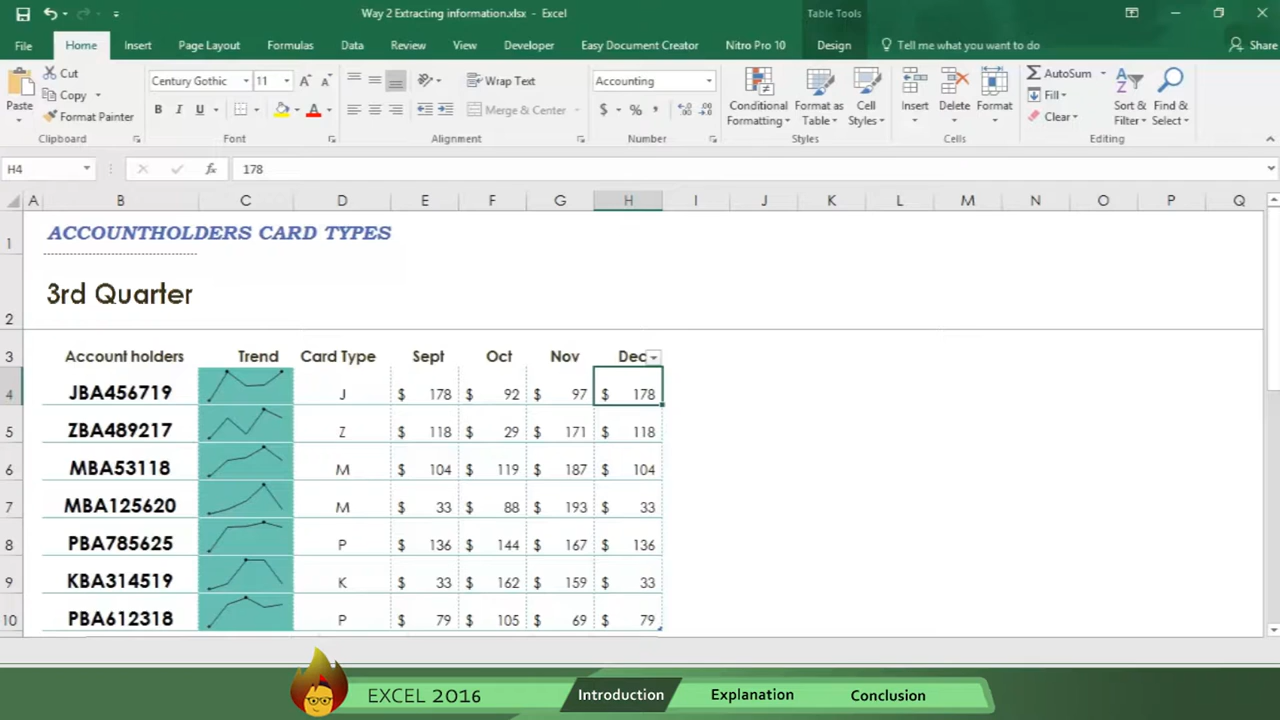 Way 2 Extracting information.xlsx - Excel
Table Tools
File Home Insert Page Layout Formulas Data Review View Developer Easy Document Creator Nitro Pro 10 Design Tell me what you want to do Share
Paste
Cut
Copy
Format Painter
Clipboard
Century Gothic 11
B I U
Font
Wrap Text
Merge & Center
Alignment
Accounting
$ % ,
Number
Conditional Formatting
Format as Table
Cell Styles
Styles
Insert
Delete
Format
Cells
AutoSum
Fill
Clear
Sort & Filter
Find & Select
Editing
H4 fx 178
A B C D E F G H I J K L M N O P Q
1 ACCOUNTHOLDERS CARD TYPES
2 3rd Quarter
3 Account holders Trend Card Type Sept Oct Nov Dec
4 JBA456719 J $ 178 $ 92 $ 97 $ 178
5 ZBA489217 Z $ 118 $ 29 $ 171 $ 118
6 MBA53118 M $ 104 $ 119 $ 187 $ 104
7 MBA125620 M $ 33 $ 88 $ 193 $ 33
8 PBA785625 P $ 136 $ 144 $ 167 $ 136
9 KBA314519 K $ 33 $ 162 $ 159 $ 33
10 PBA612318 P $ 79 $ 105 $ 69 $ 79
EXCEL 2016 Introduction Explanation Conclusion